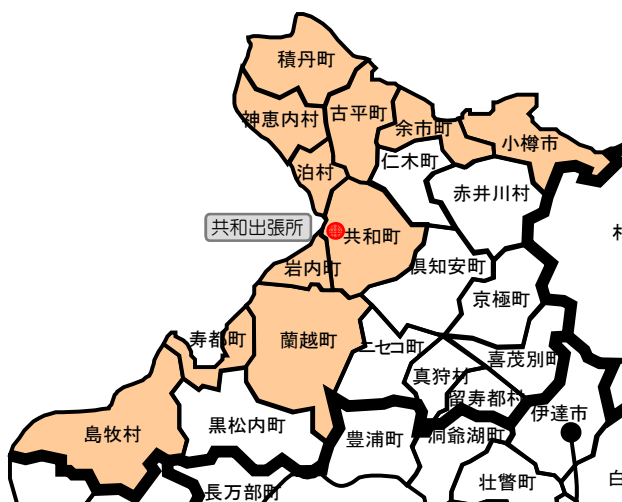 積丹町
神恵内村
古平町
余市町
小樽市
仁木町
泊村
赤井川村
共和出張所
共和町
岩内町
倶知安町
京極町
寿都町
蘭越町
ニセコ町
喜茂別町
真狩村
留寿都村
島牧村
黒松内町
豊浦町
洞爺湖町
伊達市
長万部町
壮瞥町
白